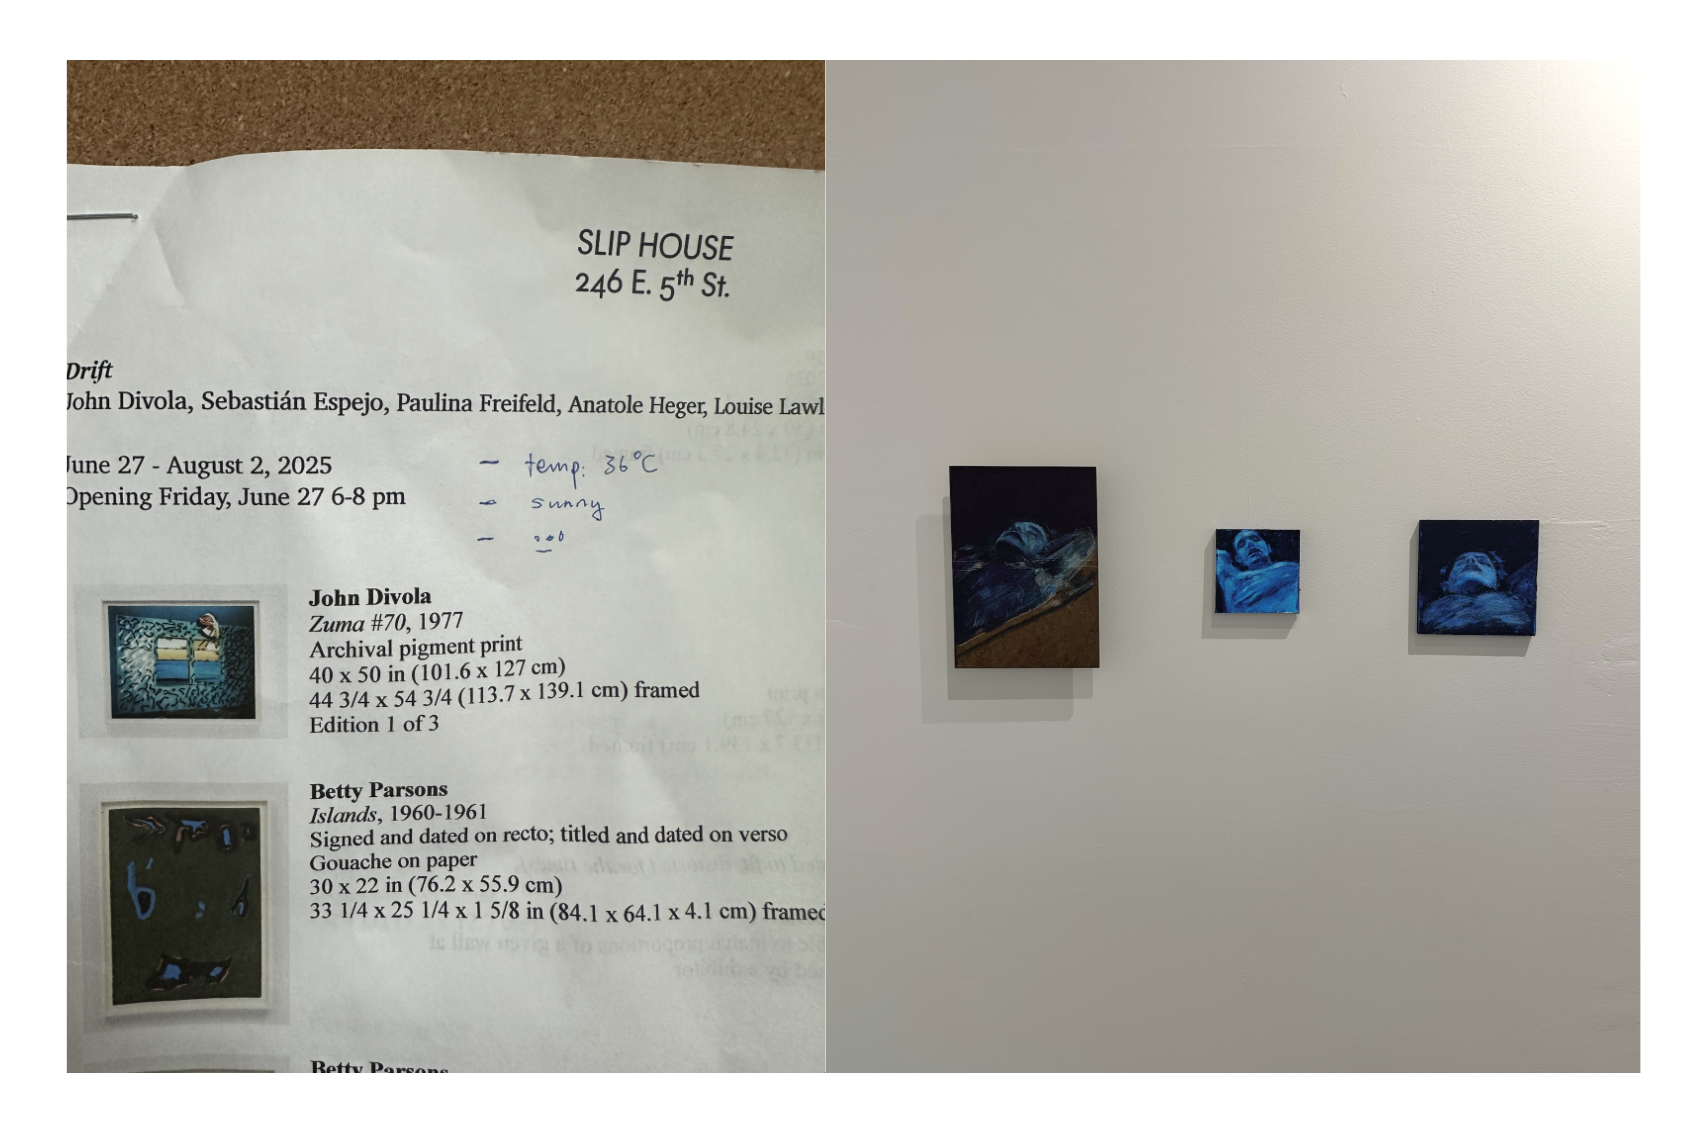 SLIP HOUSE
246 E. 5th St.
Drift
John Divola, Sebastián Espejo, Paulina Freifeld, Anatole Heger, Louise Lawl
June 27 - August 2, 2025
Opening Friday, June 27 6-8 pm
- temp: 36°C
- sunny
- ...
John Divola
Zuma #70, 1977
Archival pigment print
40 x 50 in (101.6 x 127 cm)
44 3/4 x 54 3/4 (113.7 x 139.1 cm) framed
Edition 1 of 3
Betty Parsons
Islands, 1960-1961
Signed and dated on recto; titled and dated on verso
Gouache on paper
30 x 22 in (76.2 x 55.9 cm)
33 1/4 x 25 1/4 x 1 5/8 in (84.1 x 64.1 x 4.1 cm) framed
Betty Parsons